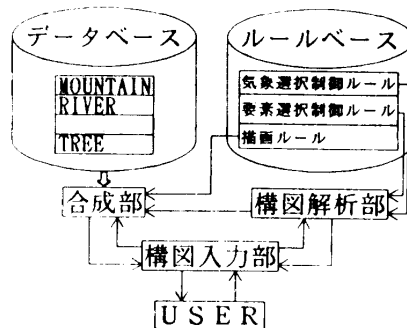 データベース
MOUNTAIN
RIVER
TREE
ルールベース
気象選択制御ルール
要素選択制御ルール
描画ルール
合成部
構図解析部
構図入力部
USER